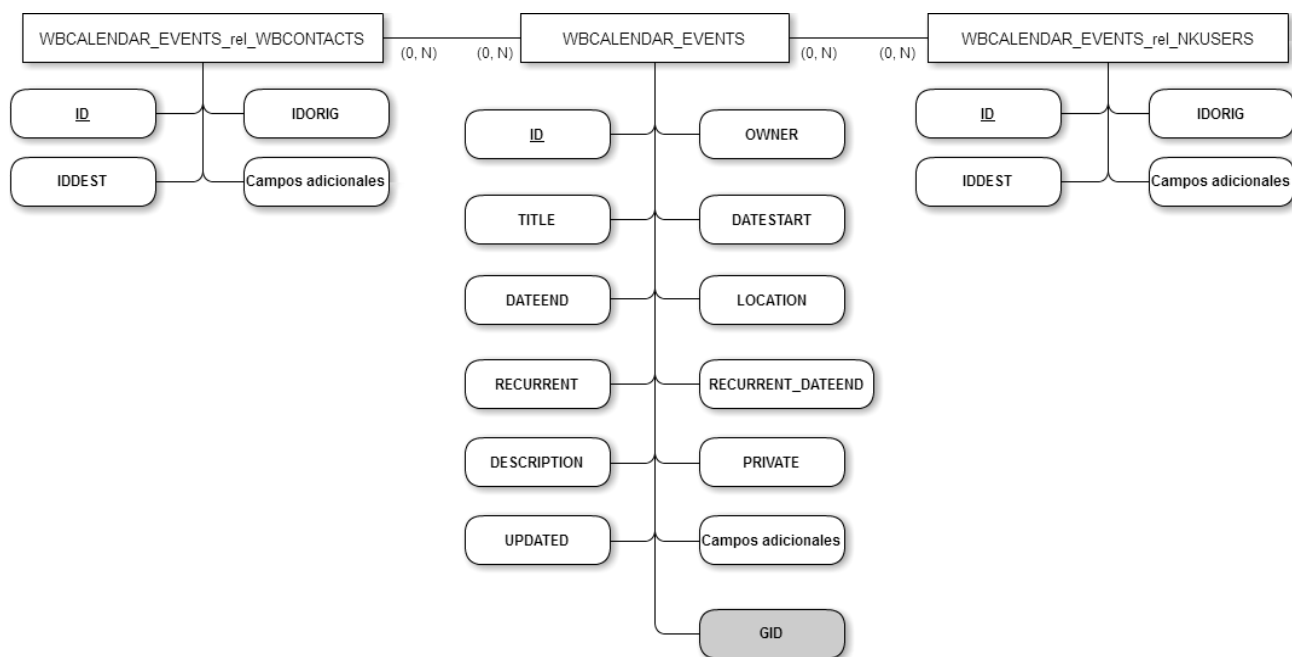 WBCALENDAR_EVENTS_rel_WBCONTACTS
(0, N)
(0, N)
WBCALENDAR_EVENTS
(0, N)
(0, N)
WBCALENDAR_EVENTS_rel_NKUSERS
ID
IDORIG
IDDEST
Campos adicionales
ID
OWNER
TITLE
DATESTART
DATEEND
LOCATION
RECURRENT
RECURRENT_DATEEND
DESCRIPTION
PRIVATE
UPDATED
Campos adicionales
GID
ID
IDORIG
IDDEST
Campos adicionales